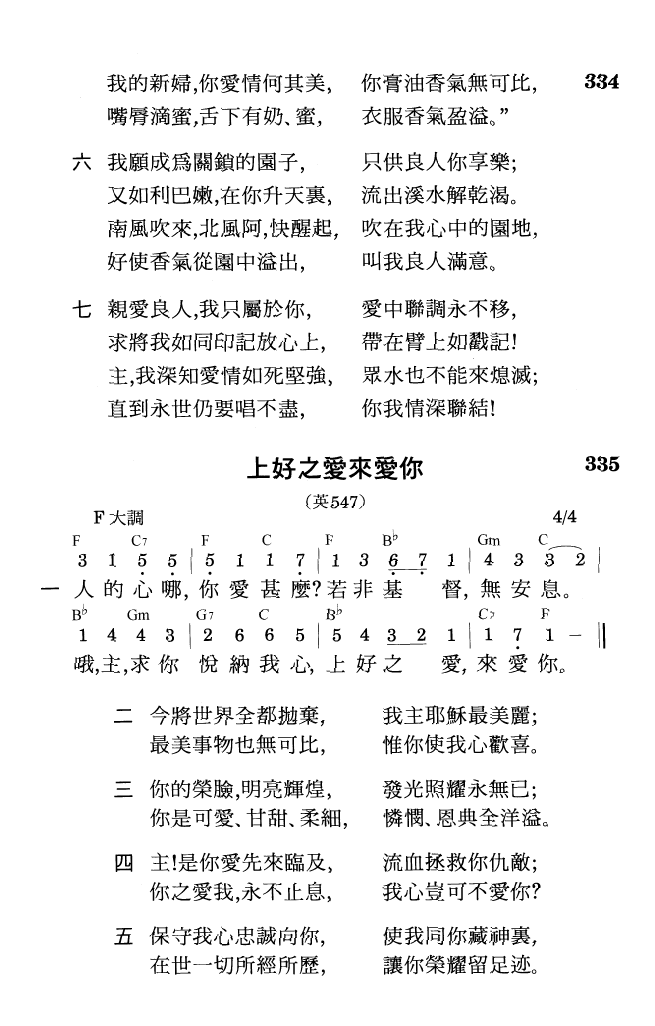 我的新婦,你愛情何其美, 你膏油香氣無可比, 334
嘴脣滴蜜,舌下有奶、蜜, 衣服香氣盈溢。”
六 我願成爲關鎖的園子, 只供良人你享樂;
又如利巴嫩,在你升天裏, 流出溪水解乾渴。
南風吹來,北風阿,快醒起, 吹在我心中的園地,
好使香氣從園中溢出, 叫我良人滿意。
七 親愛良人,我只屬於你, 愛中聯調永不移,
求將我如同印記放心上, 帶在臂上如戳記!
主,我深知愛情如死堅強, 眾水也不能來熄滅;
直到永世仍要唱不盡, 你我情深聯結!
上好之愛來愛你 335
(英547)
F大調 4/4
F C7 F C F B♭ Gm C
3 1 5 5 | 5 1 1 7 | 1 3 6 7 1 | 4 3 3 2 |
一 人的心哪,你愛甚麼?若非基 督,無安息。
B♭ Gm G7 C B♭ C7 F
1 4 4 3 | 2 6 6 5 | 5 4 3 2 1 | 1 7 1 - ||
哦,主,求你 悅納我心,上好之 愛,來愛你。
二 今將世界全都拋棄, 我主耶穌最美麗;
最美事物也無可比, 惟你使我心歡喜。
三 你的榮臉,明亮輝煌, 發光照耀永無已;
你是可愛、甘甜、柔細, 憐憫、恩典全洋溢。
四 主!是你愛先來臨及, 流血拯救你仇敵;
你之愛我,永不止息, 我心豈可不愛你?
五 保守我心忠誠向你, 使我同你藏神裏,
在世一切所經所歷, 讓你榮耀留足迹。